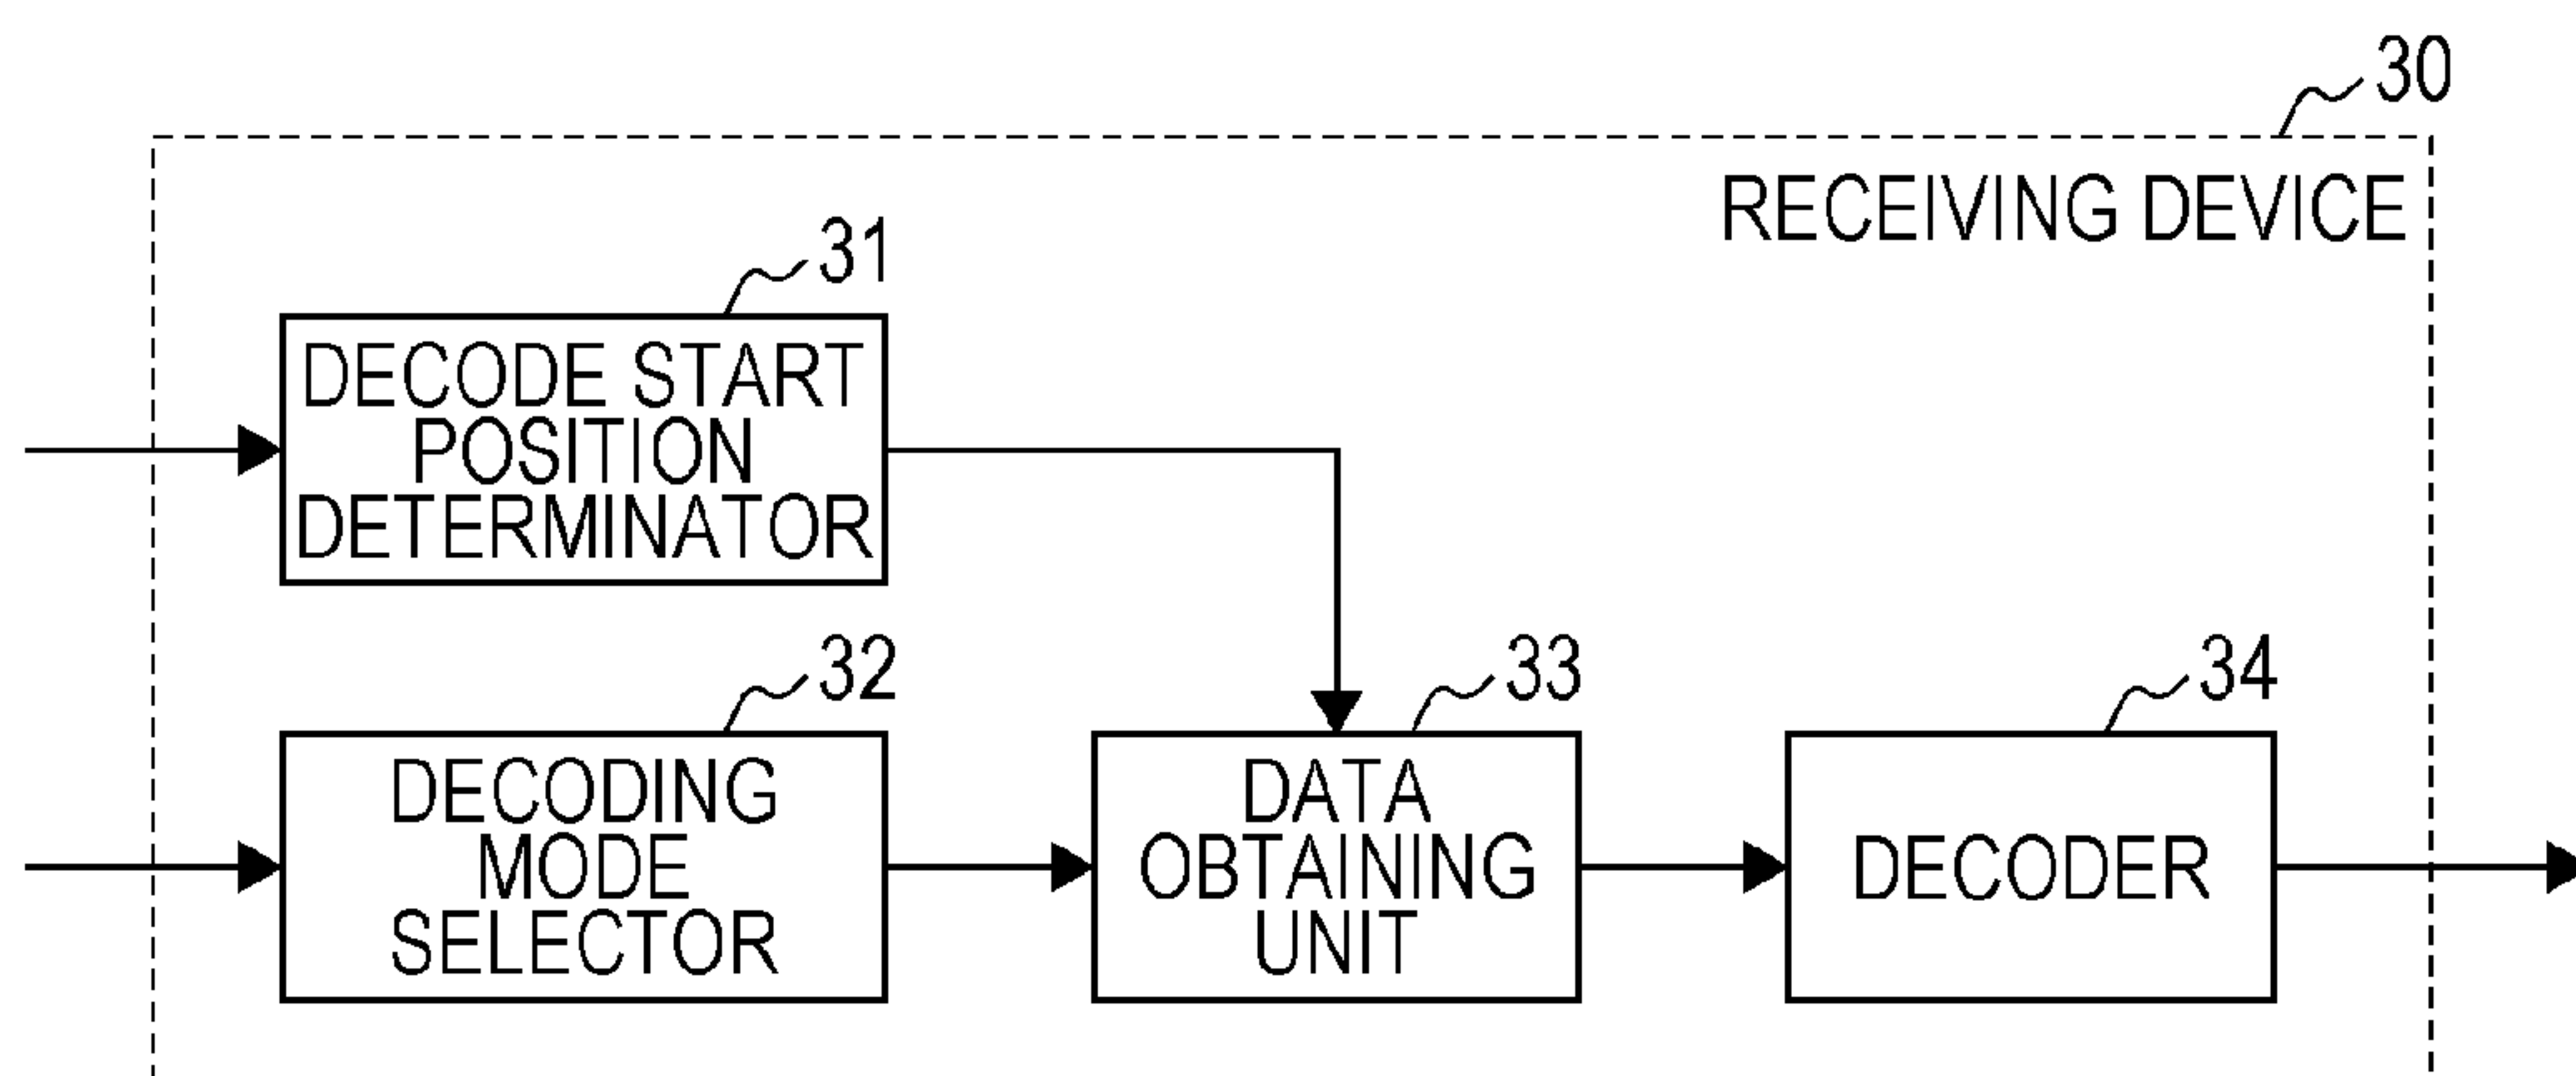 30
RECEIVING DEVICE
31
DECODE START
POSITION
DETERMINATOR
32
DECODING
MODE
SELECTOR
33
DATA
OBTAINING
UNIT
34
DECODER